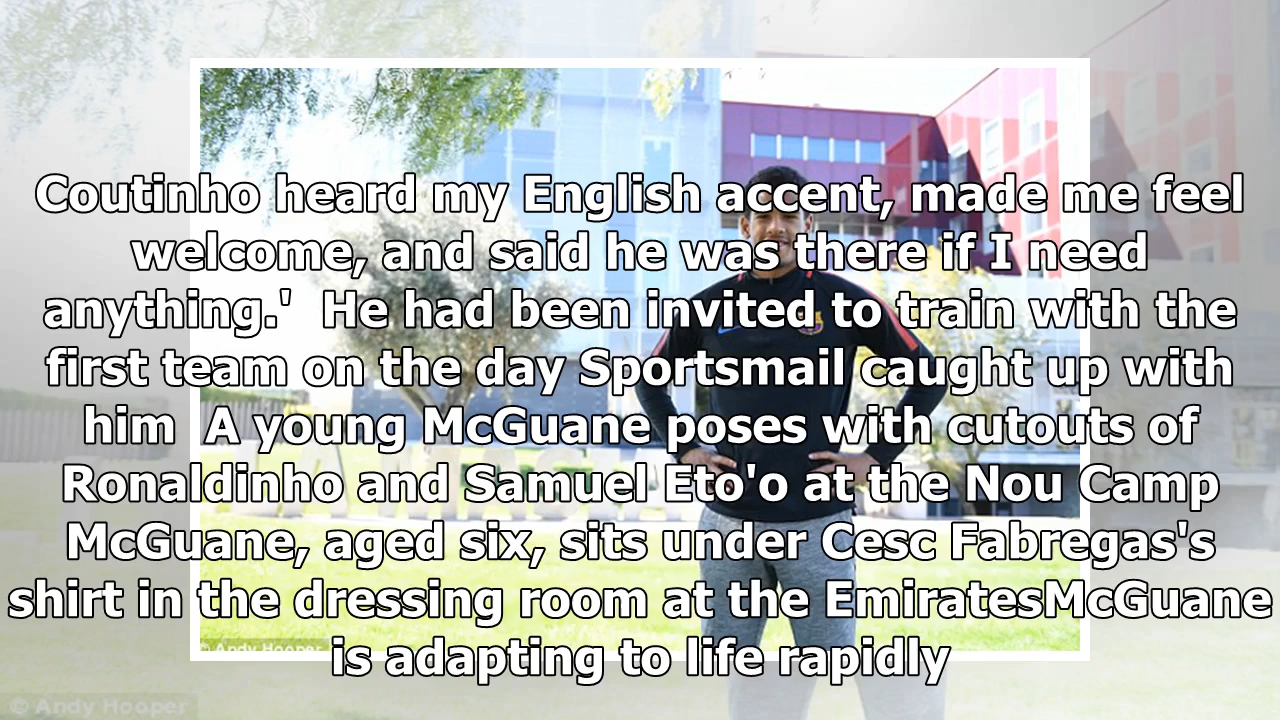 Coutinho heard my English accent, made me feel
welcome, and said he was there if I need
anything.'  He had been invited to train with the
first team on the day Sportsmail caught up with
him  A young McGuane poses with cutouts of
Ronaldinho and Samuel Eto'o at the Nou Camp
McGuane, aged six, sits under Cesc Fabregas's
shirt in the dressing room at the EmiratesMcGuane
is adapting to life rapidly
© Andy Hooper
© Andy Hooper